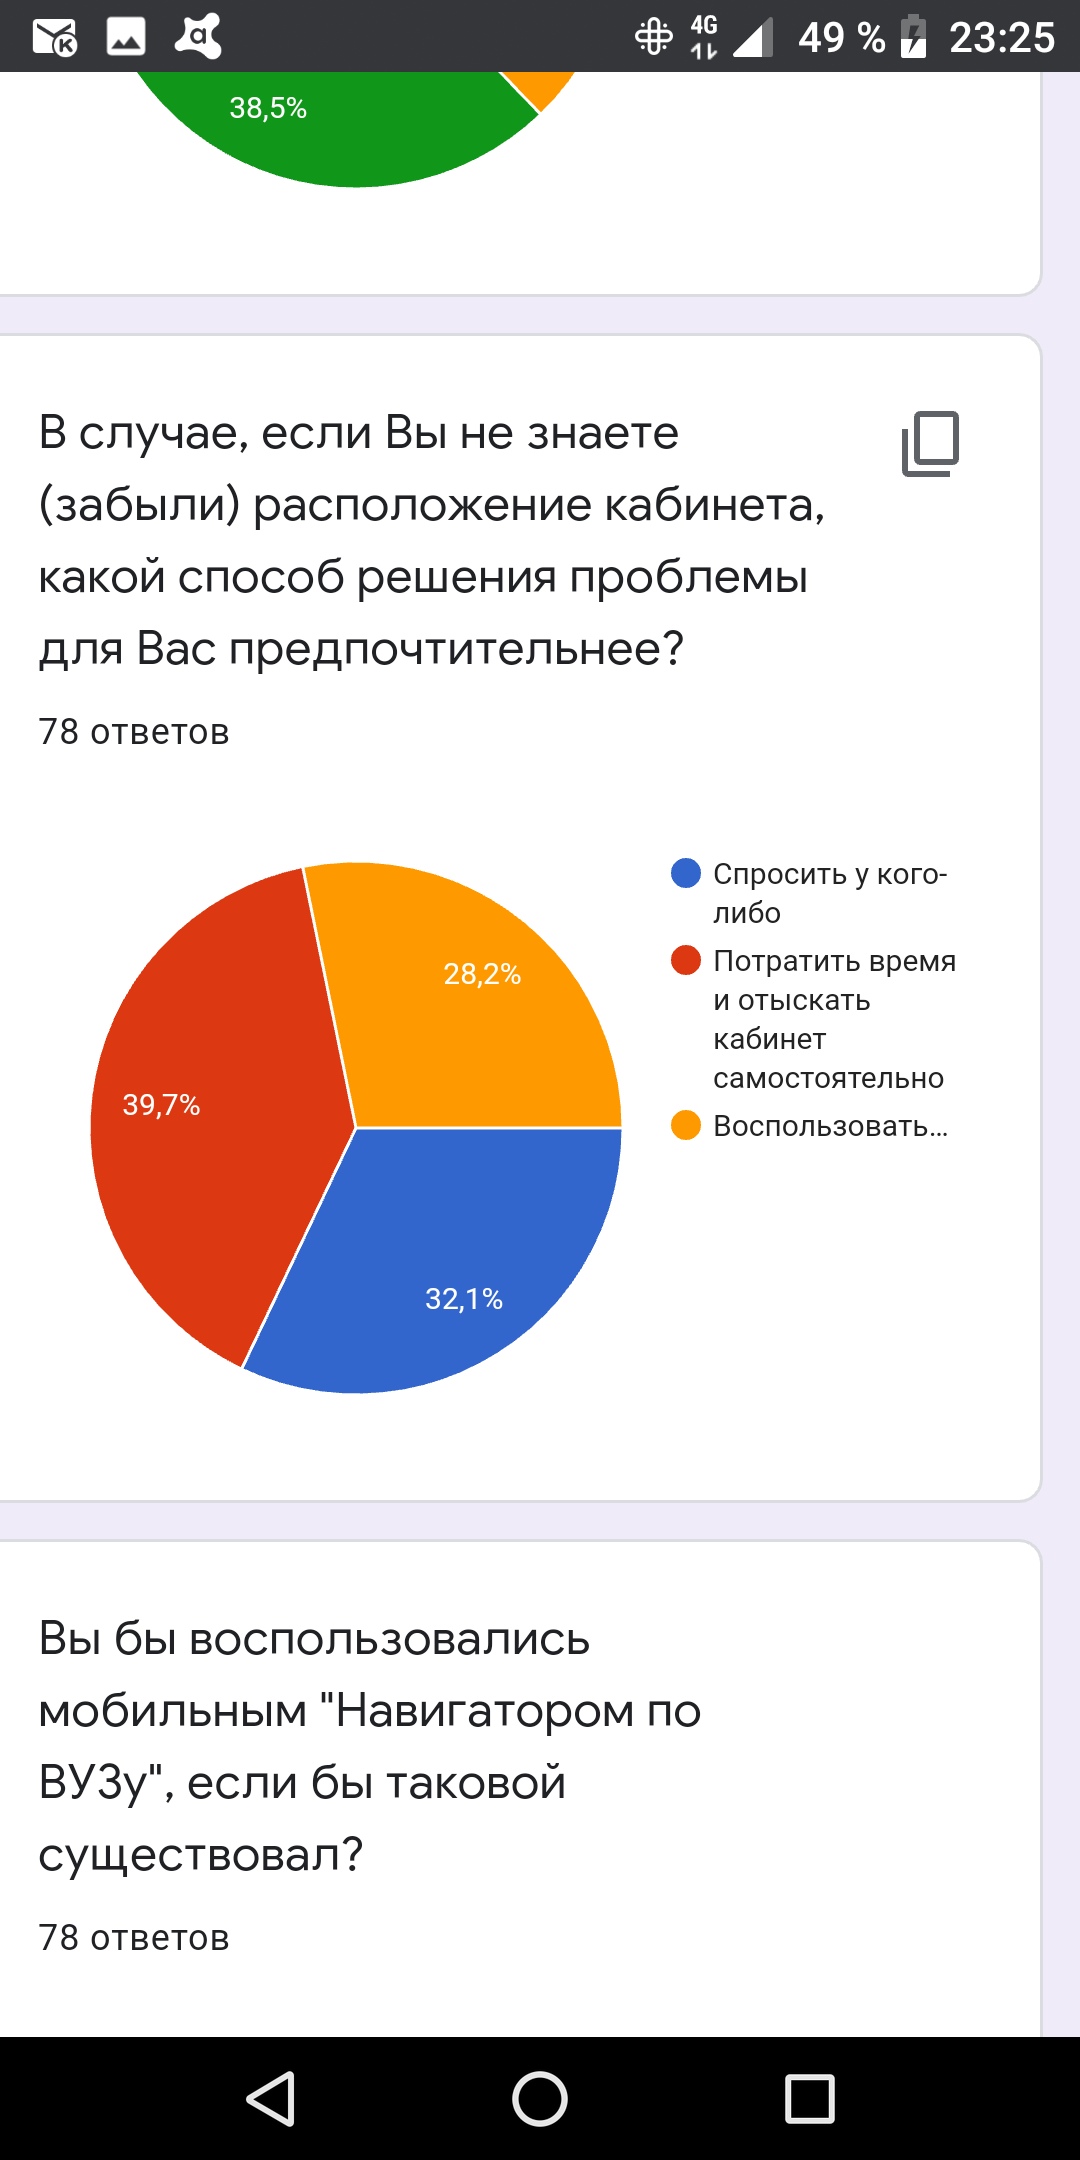 4G
49 %
23:25
38,5%
В случае, если Вы не знаете
(забыли) расположение кабинета,
какой способ решения проблемы
для Вас предпочтительнее?
78 ответов
Спросить у кого-
либо
Потратить время
и отыскать
кабинет
самостоятельно
Воспользовать...
28,2%
39,7%
32,1%
Вы бы воспользовались
мобильным "Навигатором по
ВУЗу", если бы таковой
существовал?
78 ответов